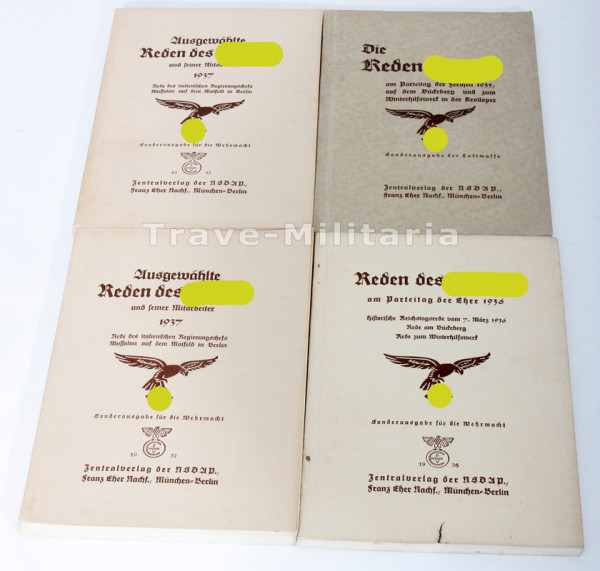 Ausgewählte
Reden des
und seiner Mitarbe
1937
Rede des italienischen Regierungschefs
Mussolini auf dem Maifeld in Berlin
Sonderausgabe für die Wehrmacht
19 37
Zentralverlag der NSDAP.,
Franz Eher Nachf., München-Berlin
Die
Reden
am Parteitag der Freiheit 1935,
auf dem Bückeberg und zum
Winterhilfswerk in der Krolloper
Sonderausgabe der Luftwaffe
Zentralverlag der NSDAP.,
Franz Eher Nachf., München-Berlin
Trave-Militaria
Ausgewählte
Reden des
und seiner Mitarbeiter
1937
Rede des italienischen Regierungschefs
Mussolini auf dem Maifeld in Berlin
Sonderausgabe für die Wehrmacht
19 37
Zentralverlag der NSDAP.,
Franz Eher Nachf., München-Berlin
Reden des
am Parteitag der Ehre 1936
Historische Reichstagsrede vom 7. März 1936
Rede am Bückeberg
Rede zum Winterhilfswerk
Sonderausgabe für die Wehrmacht
19 36
Zentralverlag der NSDAP.,
Franz Eher Nachf., München-Berlin